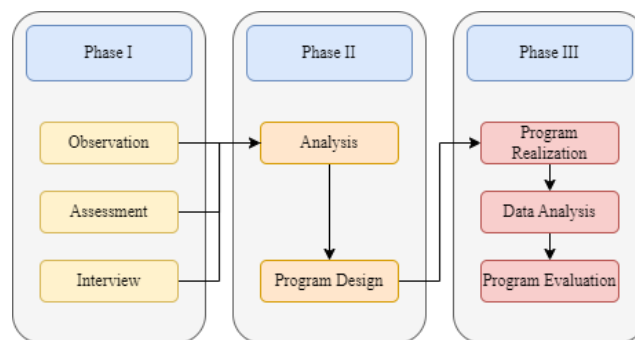 Phase I
Observation
Assessment
Interview
Phase II
Analysis
Program Design
Phase III
Program
Realization
Data Analysis
Program Evaluation